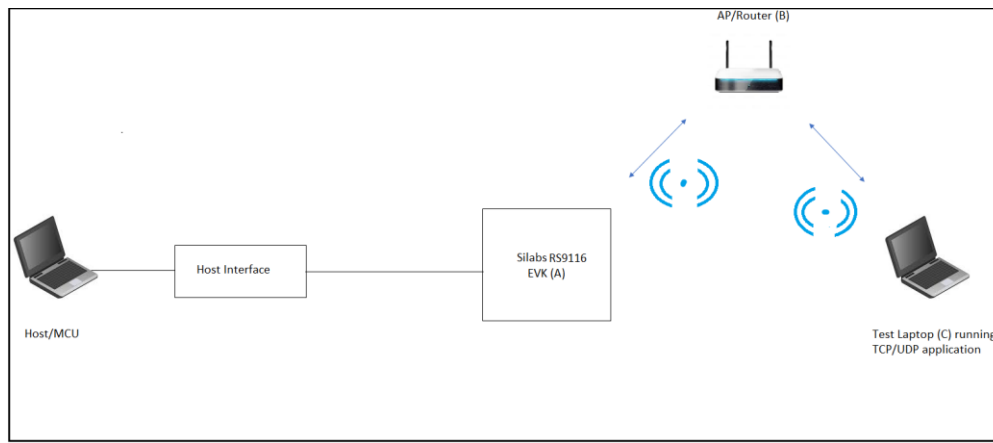 AP/Router (B)
Silabs RS9116
EVK (A)
Host Interface
Host/MCU
Test Laptop (C) running
TCP/UDP application